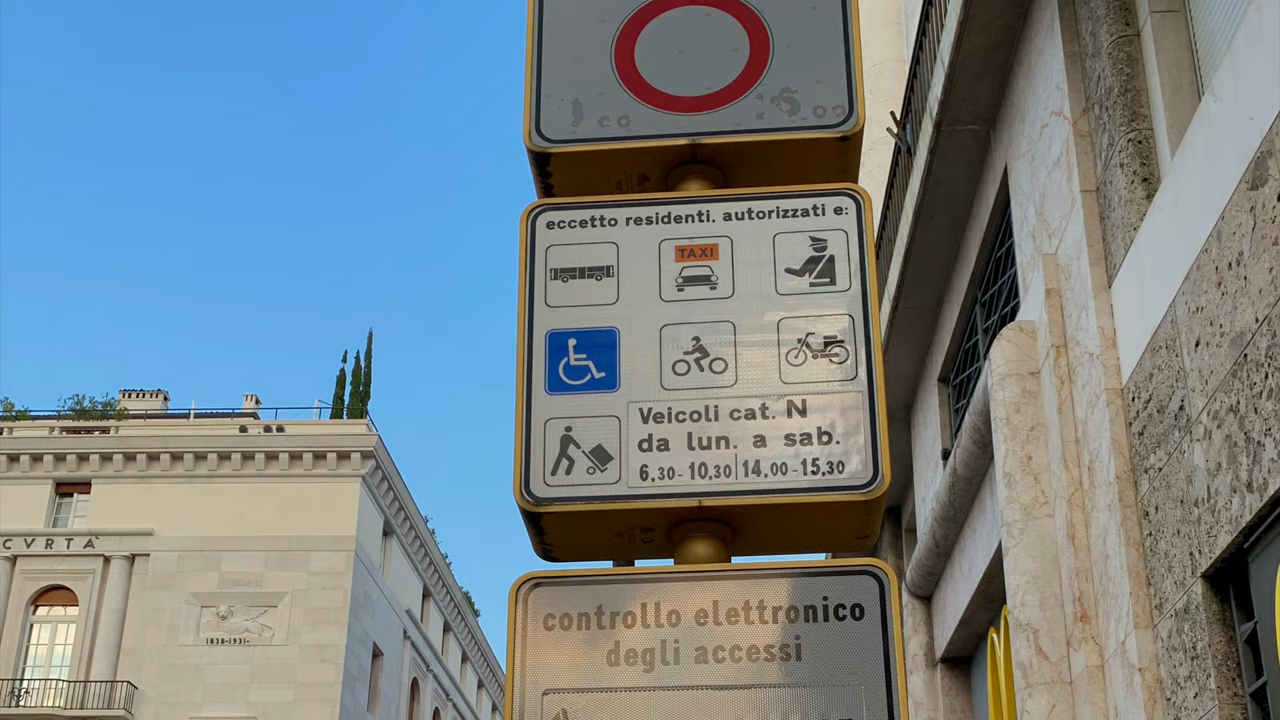 eccetto residenti. autorizzati e:
TAXI
Veicoli cat. N
da lun. a sab.
6,30-10,30 14,00-15,30
controllo elettronico
degli accessi
CVRTÀ
1838-1931-